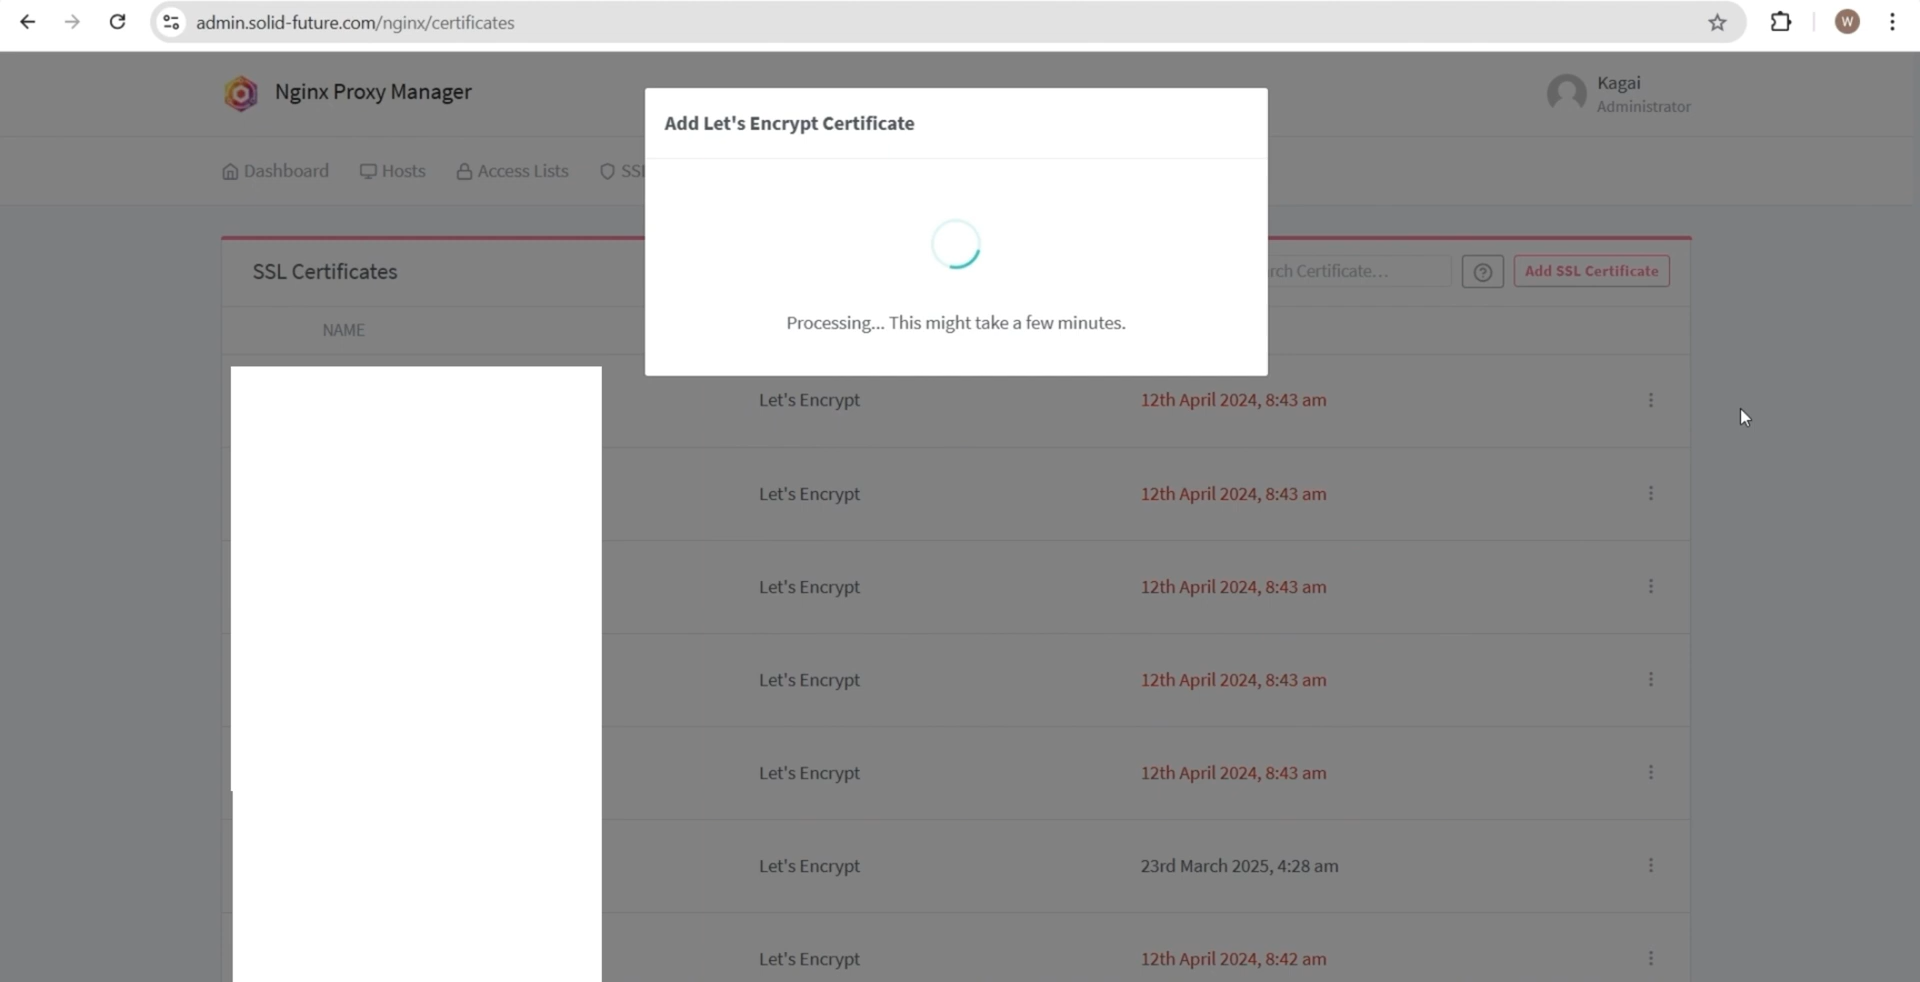 admin.solid-future.com/nginx/certificates
W
Nginx Proxy Manager
Kagai
Administrator
Add Let's Encrypt Certificate
Dashboard
Hosts
Access Lists
SSL
Processing... This might take a few minutes.
SSL Certificates
rch Certificate...
Add SSL Certificate
NAME
Let's Encrypt 12th April 2024, 8:43 am
Let's Encrypt 12th April 2024, 8:43 am
Let's Encrypt 12th April 2024, 8:43 am
Let's Encrypt 12th April 2024, 8:43 am
Let's Encrypt 12th April 2024, 8:43 am
Let's Encrypt 23rd March 2025, 4:28 am
Let's Encrypt 12th April 2024, 8:42 am